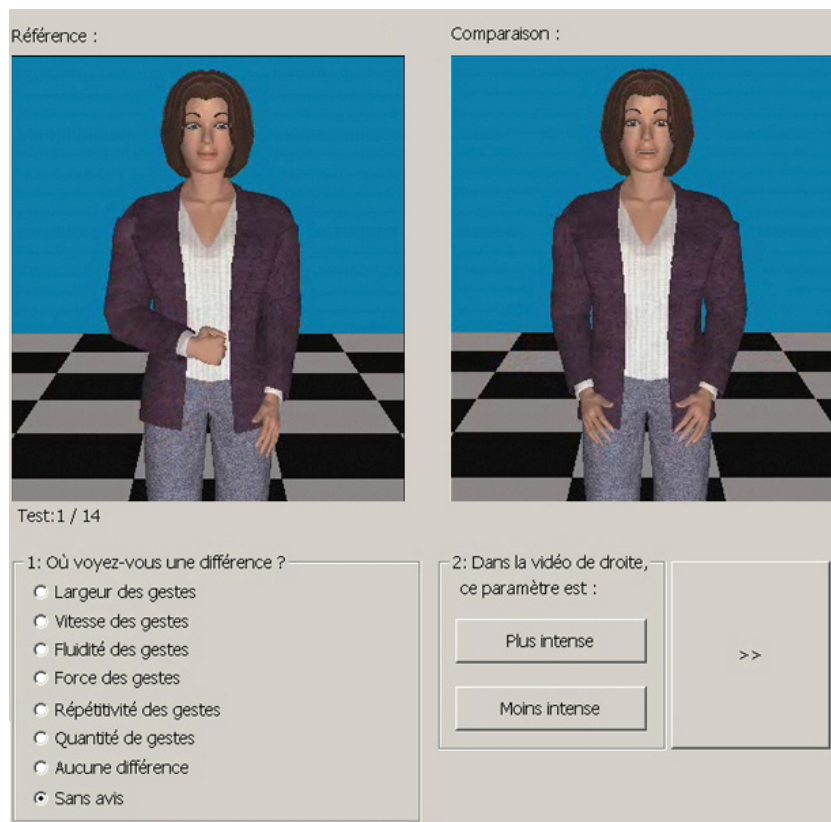 Référence :
Comparaison :
Test:1 / 14
1: Où voyez-vous une différence ?
Largeur des gestes
Vitesse des gestes
Fluidité des gestes
Force des gestes
Répétitivité des gestes
Quantité de gestes
Aucune différence
Sans avis
2: Dans la vidéo de droite,
ce paramètre est :
Plus intense
Moins intense
>>